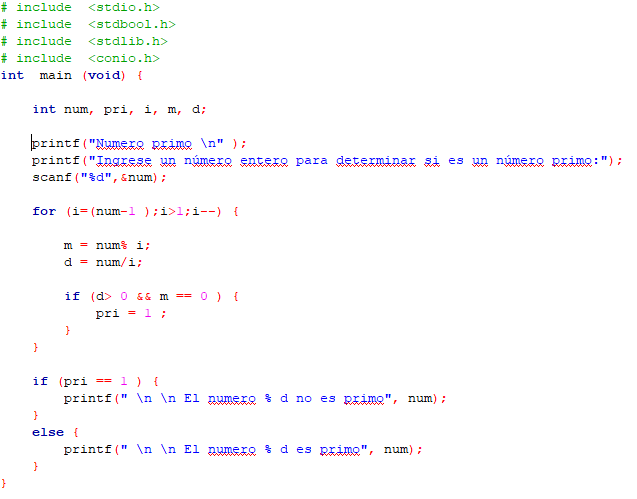 # include  <stdio.h>
# include  <stdbool.h>
# include  <stdlib.h>
# include  <conio.h>
int  main (void) {
int num, pri, i, m, d;
printf("Numero primo \n" );
printf("Ingrese un número entero para determinar si es un número primo:");
scanf("%d",&num);
for (i=(num-1 );i>1;i--) {
m = num% i;
d = num/i;
if (d> 0 && m == 0 ) {
pri = 1 ;
}
}
if (pri == 1 ) {
printf(" \n \n El numero % d no es primo", num);
}
else {
printf(" \n \n El numero % d es primo", num);
}
}